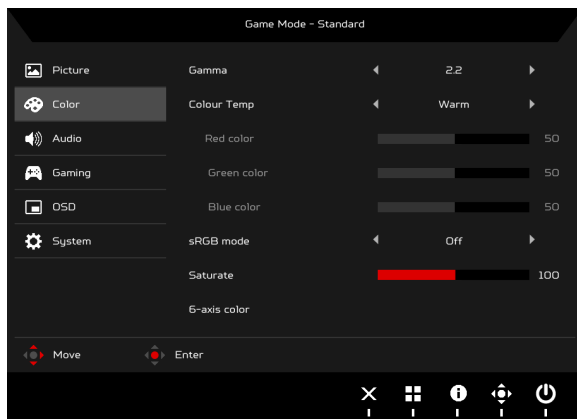 Game Mode - Standard
Picture
Gamma 2.2
Color
Colour Temp Warm
Audio
Red color 50
Gaming
Green color 50
OSD
Blue color 50
System
sRGB mode Off
Saturate 100
6-axis color
Move Enter